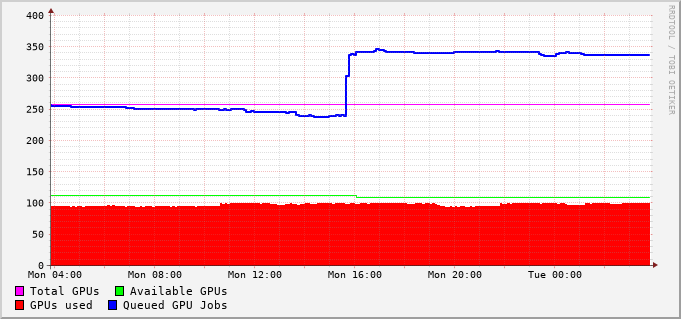 400
350
300
250
200
150
100
50
0
Mon 04:00 Mon 08:00 Mon 12:00 Mon 16:00 Mon 20:00 Tue 00:00
Total GPUs Available GPUs
GPUs used Queued GPU Jobs
RRDTOOL / TOBI OETIKER